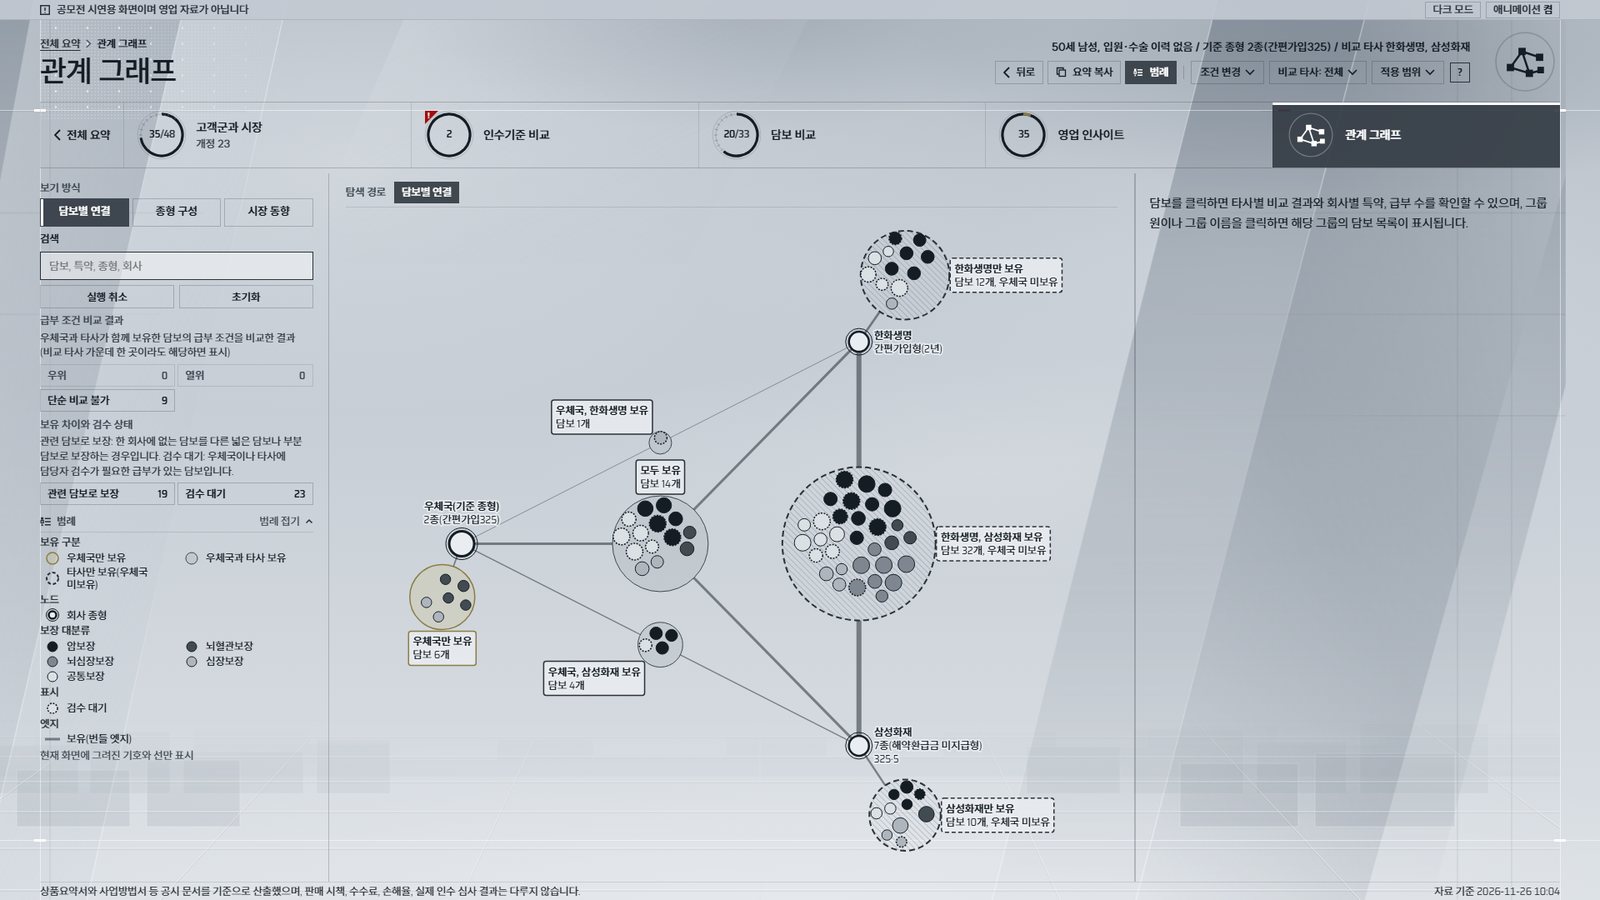 공모전 시연용 화면이며 영업 자료가 아닙니다
다크 모드
애니메이션 켬
전체 요약 > 관계 그래프
관계 그래프
50세 남성, 입원·수술 이력 없음 / 기준 종형 2종(간편가입325) / 비교 타사 한화생명, 삼성화재
뒤로
요약 복사
범례
조건 변경
비교 타사: 전체
적용 범위
?
전체 요약
35/48
고객군과 시장
개정 23
!
2
인수기준 비교
20/33
담보 비교
35
영업 인사이트
관계 그래프
보기 방식
담보별 연결
종형 구성
시장 동향
검색
담보, 특약, 종형, 회사
실행 취소
초기화
급부 조건 비교 결과
우체국과 타사가 함께 보유한 담보의 급부 조건을 비교한 결과
(비교 타사 가운데 한 곳이라도 해당하면 표시)
우위 0
열위 0
단순 비교 불가 9
보유 차이와 검수 상태
관련 담보로 보장: 한 회사에 없는 담보를 다른 넓은 담보나 부분
담보로 보장하는 경우입니다. 검수 대기: 우체국이나 타사에
담당자 검수가 필요한 급부가 있는 담보입니다.
관련 담보로 보장 19
검수 대기 23
범례
범례 접기
보유 구분
우체국만 보유
우체국과 타사 보유
타사만 보유(우체국
미보유)
노드
회사 종형
보장 대분류
암보장
뇌혈관보장
뇌심장보장
심장보장
공통보장
표시
검수 대기
엣지
보유(번들 엣지)
현재 화면에 그려진 기호와 선만 표시
탐색 경로
담보별 연결
한화생명만 보유
담보 12개, 우체국 미보유
한화생명
간편가입형(2년)
우체국, 한화생명 보유
담보 1개
모두 보유
담보 14개
우체국(기준 종형)
2종(간편가입325)
한화생명, 삼성화재 보유
담보 32개, 우체국 미보유
우체국만 보유
담보 6개
우체국, 삼성화재 보유
담보 4개
삼성화재
7종(해약환급금 미지급형)
325·5
삼성화재만 보유
담보 10개, 우체국 미보유
담보를 클릭하면 타사별 비교 결과와 회사별 특약, 급부 수를 확인할 수 있으며, 그룹
원이나 그룹 이름을 클릭하면 해당 그룹의 담보 목록이 표시됩니다.
상품요약서와 사업방법서 등 공시 문서를 기준으로 산출했으며, 판매 시책, 수수료, 손해율, 실제 인수 심사 결과는 다루지 않습니다.
자료 기준 2026-11-26 10:04